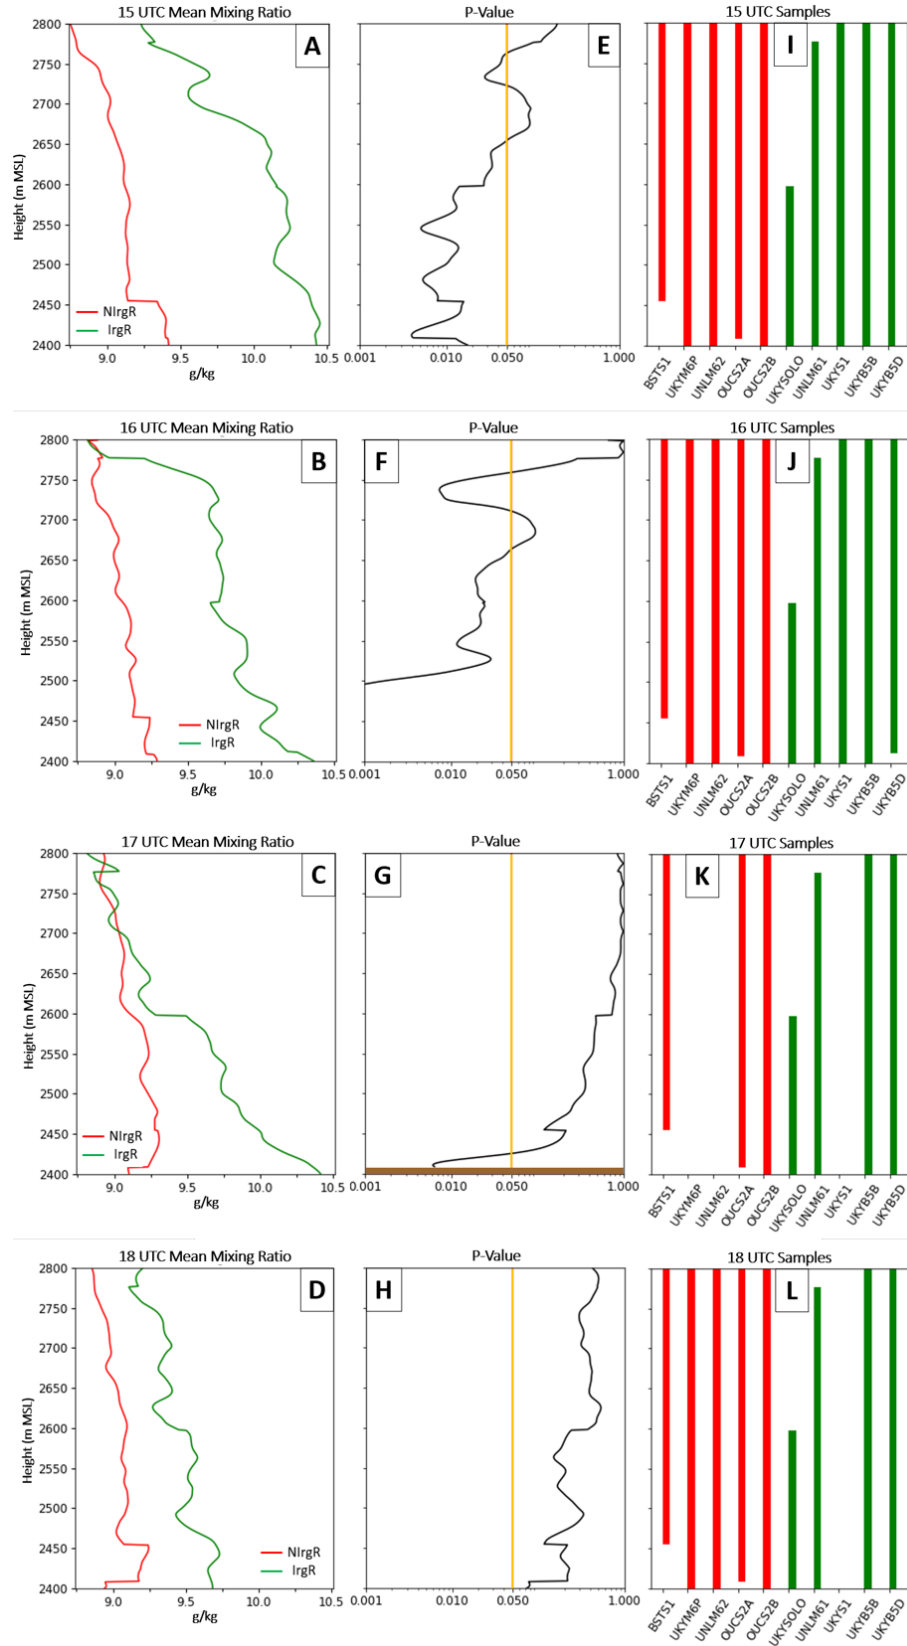 15 UTC Mean Mixing Ratio
P-Value
15 UTC Samples
A
E
I
2800
2750
2700
2650
2600
2550
2500
2450
2400
Height (m MSL)
NIrgR
IrgR
9.0 9.5 10.0 10.5
g/kg
0.001 0.010 0.050 1.000
BSTS1
UKYM6P
UNLM62
OUCS2A
OUCS2B
UKYSOLO
UNLM61
UKYS1
UKYB5B
UKYB5D
16 UTC Mean Mixing Ratio
P-Value
16 UTC Samples
B
F
J
2800
2750
2700
2650
2600
2550
2500
2450
2400
Height (m MSL)
NIrgR
IrgR
9.0 9.5 10.0 10.5
g/kg
0.001 0.010 0.050 1.000
BSTS1
UKYM6P
UNLM62
OUCS2A
OUCS2B
UKYSOLO
UNLM61
UKYS1
UKYB5B
UKYB5D
17 UTC Mean Mixing Ratio
P-Value
17 UTC Samples
C
G
K
2800
2750
2700
2650
2600
2550
2500
2450
2400
Height (m MSL)
NIrgR
IrgR
9.0 9.5 10.0 10.5
g/kg
0.001 0.010 0.050 1.000
BSTS1
UKYM6P
UNLM62
OUCS2A
OUCS2B
UKYSOLO
UNLM61
UKYS1
UKYB5B
UKYB5D
18 UTC Mean Mixing Ratio
P-Value
18 UTC Samples
D
H
L
2800
2750
2700
2650
2600
2550
2500
2450
2400
Height (m MSL)
NIrgR
IrgR
9.0 9.5 10.0 10.5
g/kg
0.001 0.010 0.050 1.000
BSTS1
UKYM6P
UNLM62
OUCS2A
OUCS2B
UKYSOLO
UNLM61
UKYS1
UKYB5B
UKYB5D